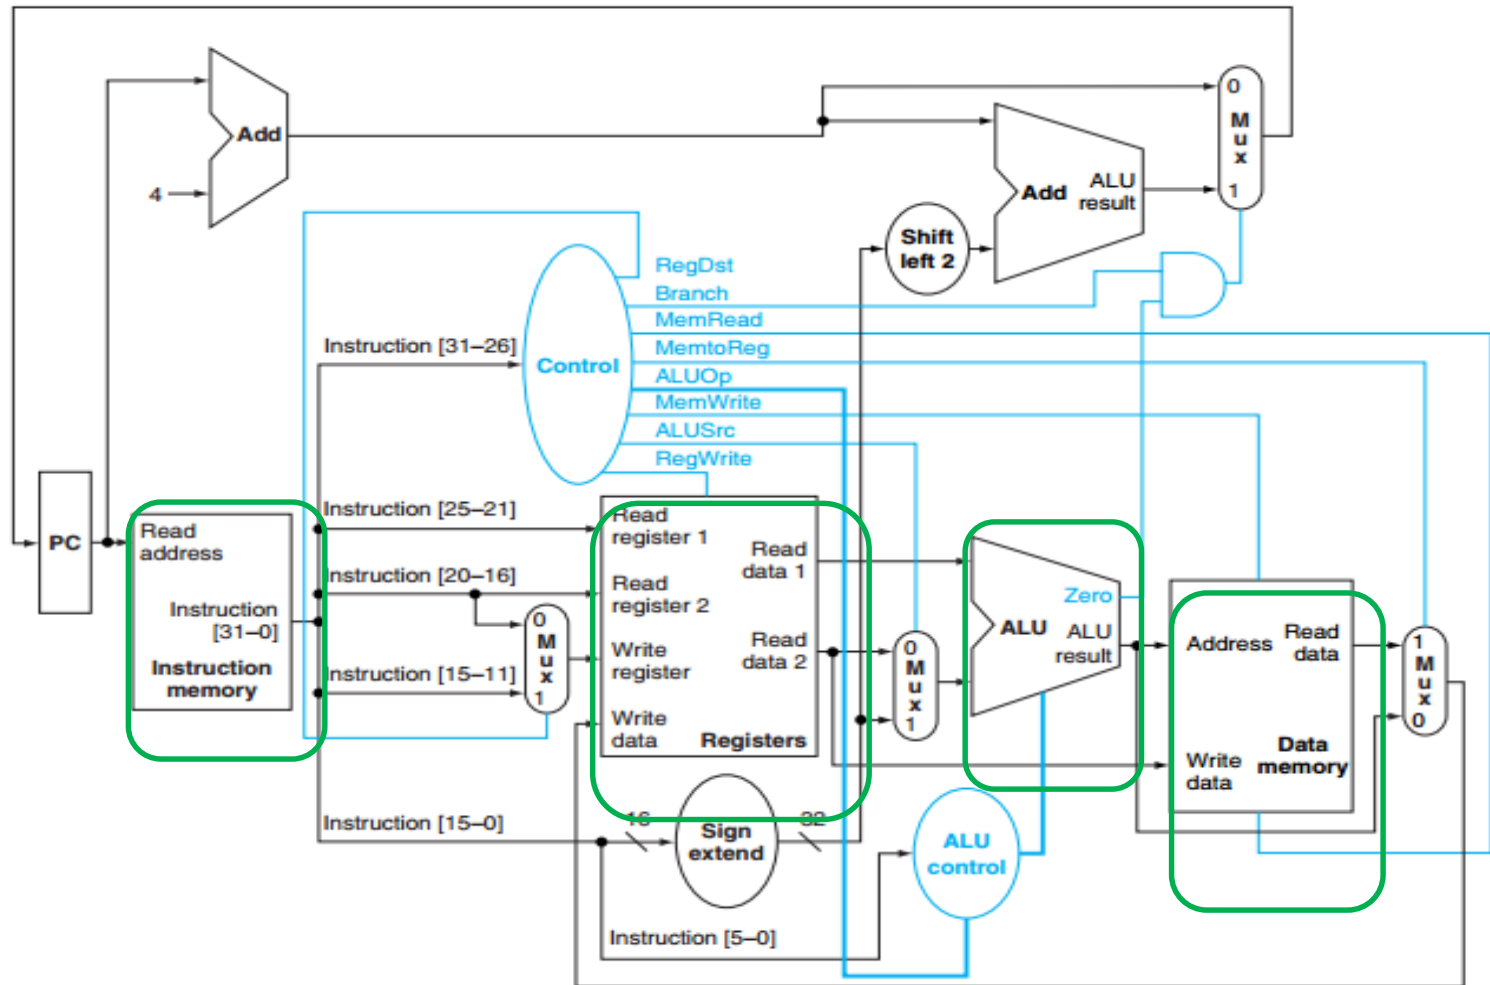 0
M
u
x
1
Add
4
Add
ALU
result
Shift
left 2
RegDst
Branch
MemRead
MemtoReg
ALUOp
MemWrite
ALUSrc
RegWrite
Control
Instruction [31–26]
Instruction [25–21]
Instruction [20–16]
Instruction [15–11]
Instruction [15–0]
Instruction [5–0]
PC
Read
address
Instruction
[31–0]
Instruction
memory
0
M
u
x
1
Read
register 1
Read
register 2
Write
register
Write
data
Read
data 1
Read
data 2
Registers
16
Sign
extend
32
0
M
u
x
1
Zero
ALU
ALU
result
ALU
control
Address
Read
data
Write
data
Data
memory
1
M
u
x
0